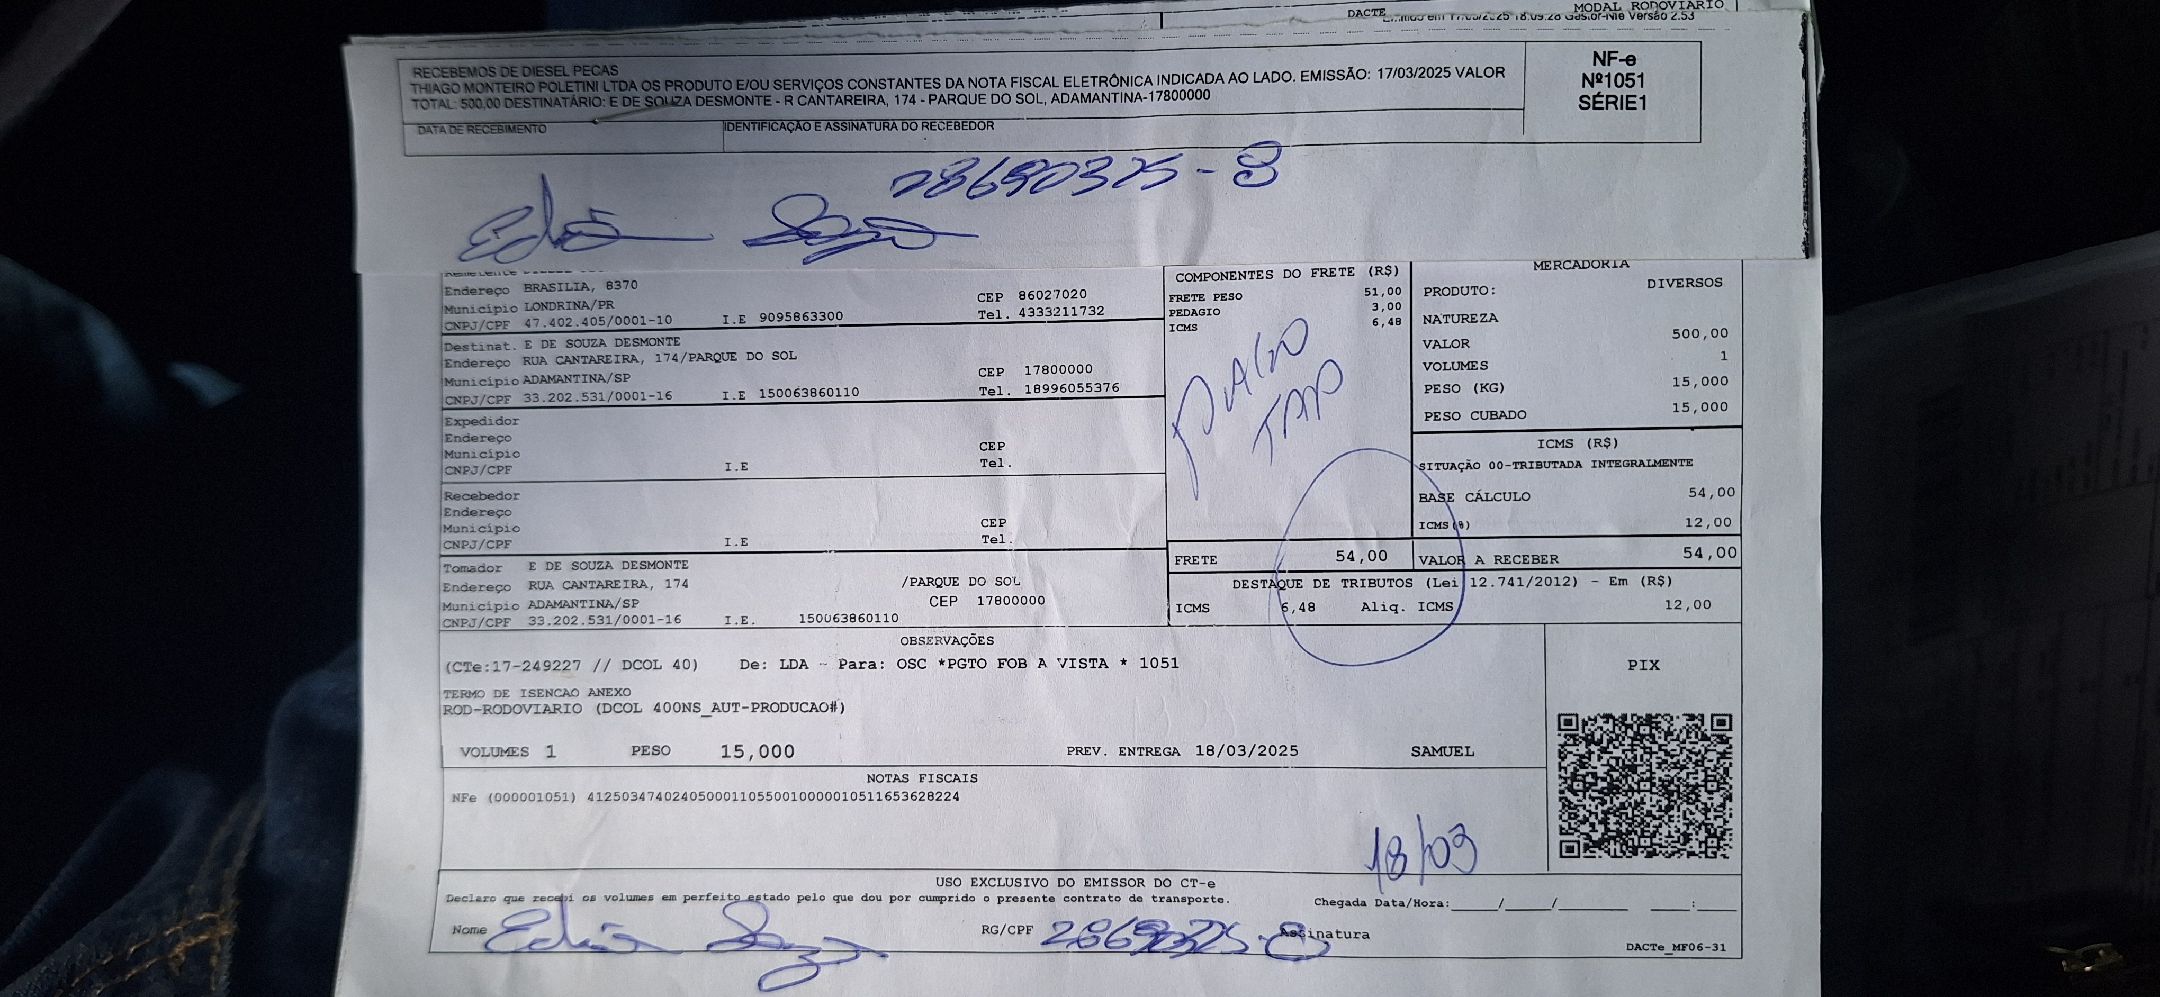 DACTE
MODAL RODOVIARIO
RECEBEMOS DE DIESEL PECAS
THIAGO MONTEIRO POLETINI LTDA OS PRODUTO E/OU SERVIÇOS CONSTANTES DA NOTA FISCAL ELETRÔNICA INDICADA AO LADO. EMISSÃO: 17/03/2025 VALOR
TOTAL: 500,00 DESTINATÁRIO: E DE SOUZA DESMONTE - R CANTAREIRA, 174 - PARQUE DO SOL, ADAMANTINA-17800000
NF-e
Nº1051
SÉRIE1
DATA DE RECEBIMENTO
IDENTIFICAÇÃO E ASSINATURA DO RECEBEDOR
28690325-8
Endereço BRASILIA, 8370
Município LONDRINA/PR CEP 86027020
CNPJ/CPF 47.402.405/0001-10 I.E 9095863300 Tel. 4333211732
Destinat. E DE SOUZA DESMONTE
Endereço RUA CANTAREIRA, 174/PARQUE DO SOL
Município ADAMANTINA/SP CEP 17800000
CNPJ/CPF 33.202.531/0001-16 I.E 150063860110 Tel. 18996055376
Expedidor
Endereço
Município CEP
CNPJ/CPF I.E Tel.
Recebedor
Endereço
Município CEP
CNPJ/CPF I.E Tel.
Tomador E DE SOUZA DESMONTE
Endereço RUA CANTAREIRA, 174 /PARQUE DO SOL
Município ADAMANTINA/SP CEP 17800000
CNPJ/CPF 33.202.531/0001-16 I.E. 150063860110
COMPONENTES DO FRETE (R$)
FRETE PESO 51,00
PEDAGIO 3,00
ICMS 6,48
PAGO
FRETE 54,00
MERCADORIA
PRODUTO: DIVERSOS
NATUREZA
VALOR 500,00
VOLUMES 1
PESO (KG) 15,000
PESO CUBADO 15,000
ICMS (R$)
SITUAÇÃO 00-TRIBUTADA INTEGRALMENTE
BASE CÁLCULO 54,00
ICMS(%) 12,00
VALOR A RECEBER 54,00
DESTAQUE DE TRIBUTOS (Lei 12.741/2012) - Em (R$)
ICMS 6,48 Aliq. ICMS 12,00
OBSERVAÇÕES
(CTe:17-249227 // DCOL 40) De: LDA - Para: OSC *PGTO FOB A VISTA * 1051
TERMO DE ISENCAO ANEXO
ROD-RODOVIARIO (DCOL 400NS_AUT-PRODUCAO#)
PIX
VOLUMES 1 PESO 15,000 PREV. ENTREGA 18/03/2025 SAMUEL
NOTAS FISCAIS
NFe (000001051) 41250347402405000110550010000010511653628224
18/03
USO EXCLUSIVO DO EMISSOR DO CT-e
Declaro que recebi os volumes em perfeito estado pelo que dou por cumprido o presente contrato de transporte.
Chegada Data/Hora:____/____/______ ____:____
Nome RG/CPF 28690325-8 Assinatura
DACTe_MF06-31